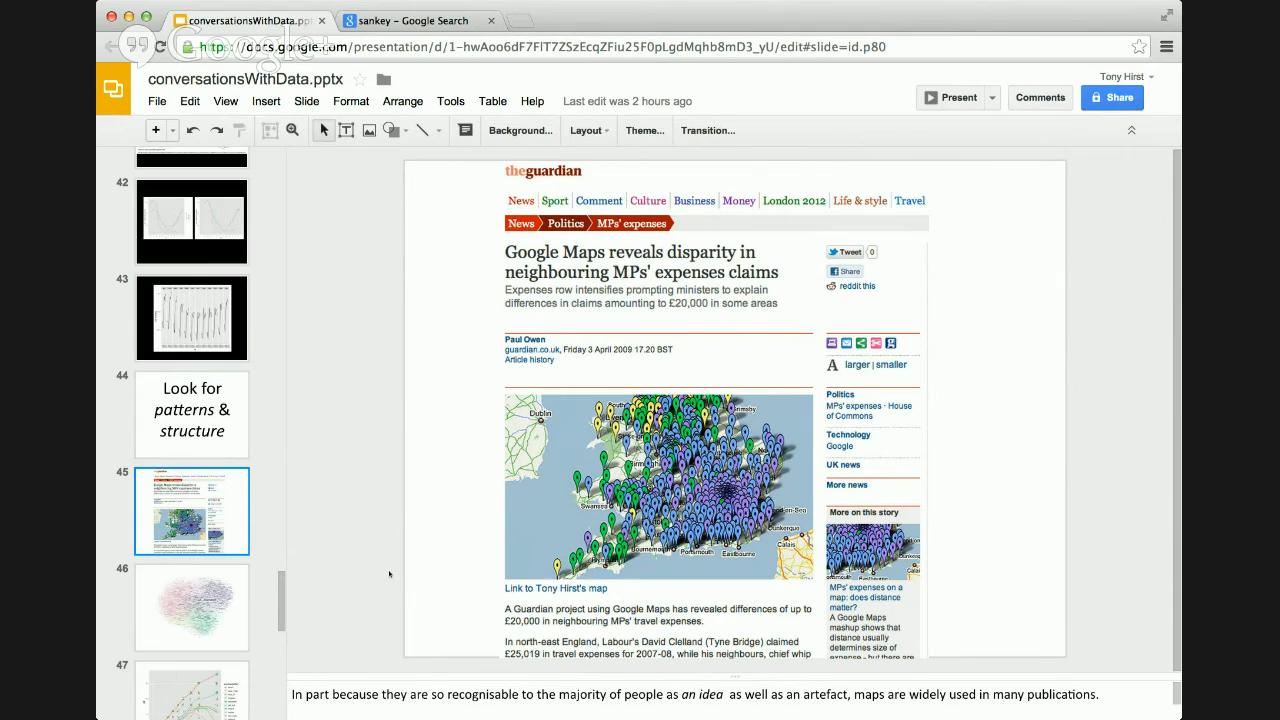 conversationsWithData.ppt
sankey – Google Search
Google+
https://docs.google.com/presentation/d/1-hwAoo6dF7FlT7ZSzEcqZFiu25F0pLgdMqhb8mD3_yU/edit#slide=id.p80
conversationsWithData.pptx
Tony Hirst
File Edit View Insert Slide Format Arrange Tools Table Help Last edit was 2 hours ago
Present Comments Share
Background... Layout Theme... Transition...
42
43
44
Look for
patterns &
structure
45
46
47
theguardian
News Sport Comment Culture Business Money London 2012 Life & style Travel
News Politics MPs' expenses
Google Maps reveals disparity in
neighbouring MPs' expenses claims
Expenses row intensifies prompting ministers to explain
differences in claims amounting to £20,000 in some areas
Tweet 0
Share
reddit this
Paul Owen
guardian.co.uk, Friday 3 April 2009 17.20 BST
Article history
A larger | smaller
Politics
MPs' expenses · House
of Commons
Technology
Google
UK news
More news
More on this story
Dublin
Grimsby
Swansea
Bournemouth
Portsmouth
Eastbourne
Dunkerque
Calais
Link to Tony Hirst's map
A Guardian project using Google Maps has revealed differences of up to
£20,000 in neighbouring MPs' travel expenses.
In north-east England, Labour's David Clelland (Tyne Bridge) claimed
£25,019 in travel expenses for 2007-08, while his neighbours, chief whip
MPs' expenses on a
map: does distance
matter?
A Google Maps
mashup shows that
distance usually
determines size of
expense - but there are
In part because they are so recognisable to the majority of people as an idea as well as an artefact, maps are widely used in many publications.